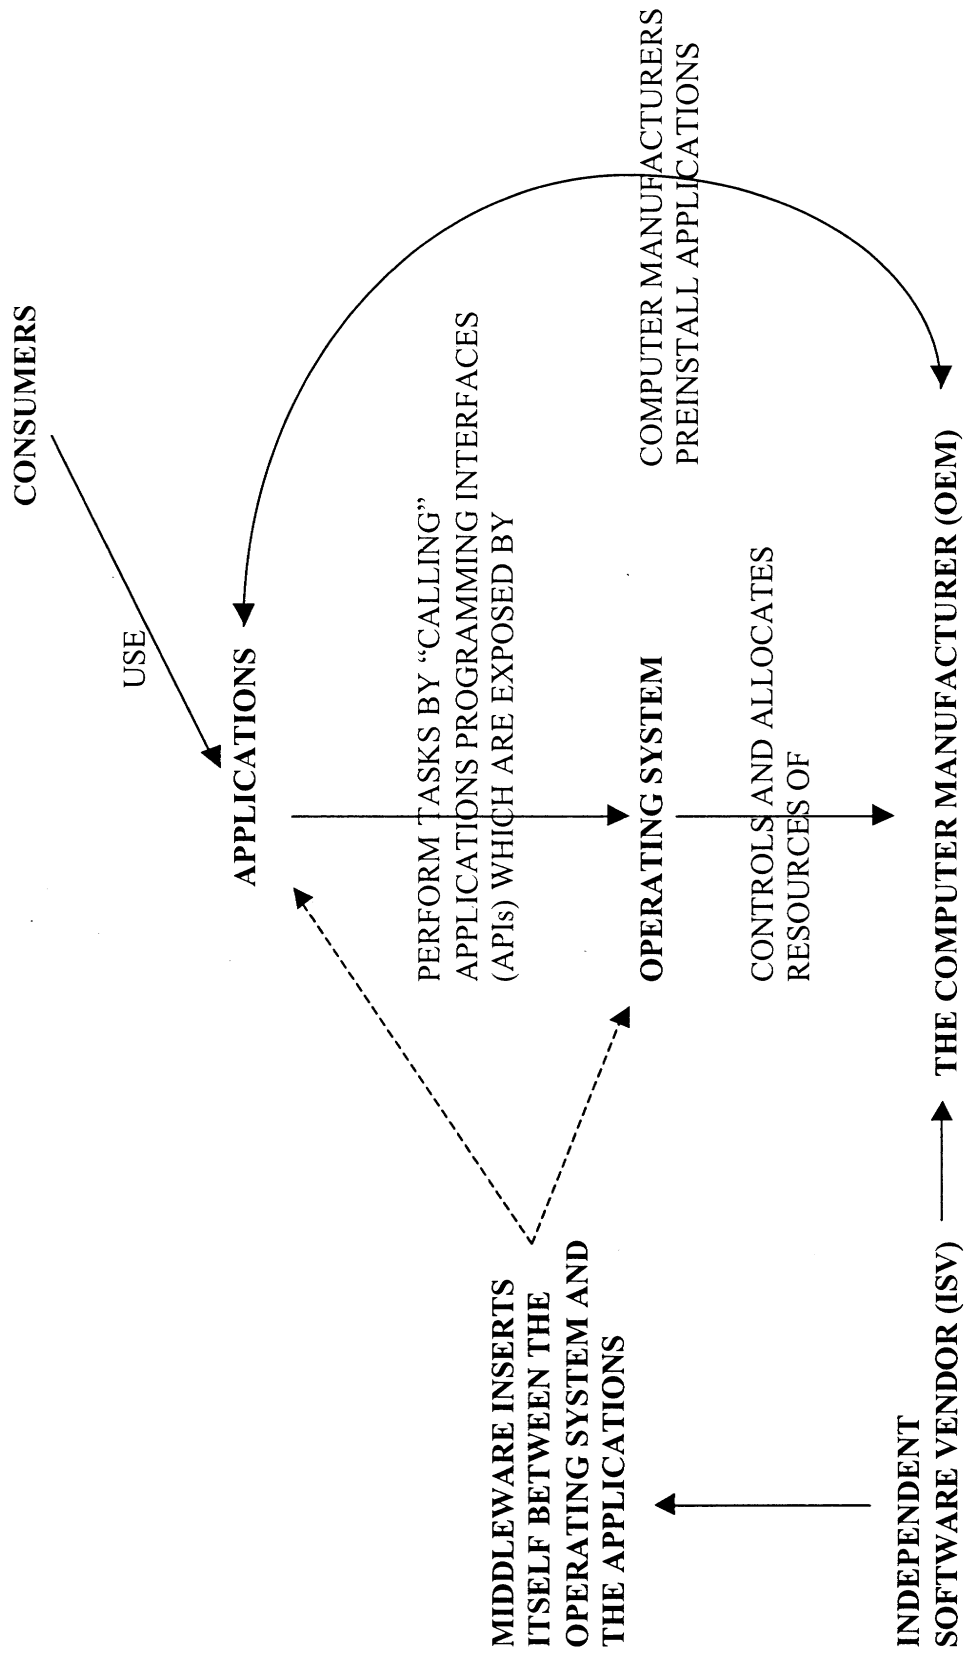 CONSUMERS
USE
APPLICATIONS
PERFORM TASKS BY “CALLING”
APPLICATIONS PROGRAMMING INTERFACES
(APIs) WHICH ARE EXPOSED BY
COMPUTER MANUFACTURERS
PREINSTALL APPLICATIONS
MIDDLEWARE INSERTS
ITSELF BETWEEN THE
OPERATING SYSTEM AND
THE APPLICATIONS
OPERATING SYSTEM
CONTROLS AND ALLOCATES
RESOURCES OF
INDEPENDENT
SOFTWARE VENDOR (ISV)
THE COMPUTER MANUFACTURER (OEM)